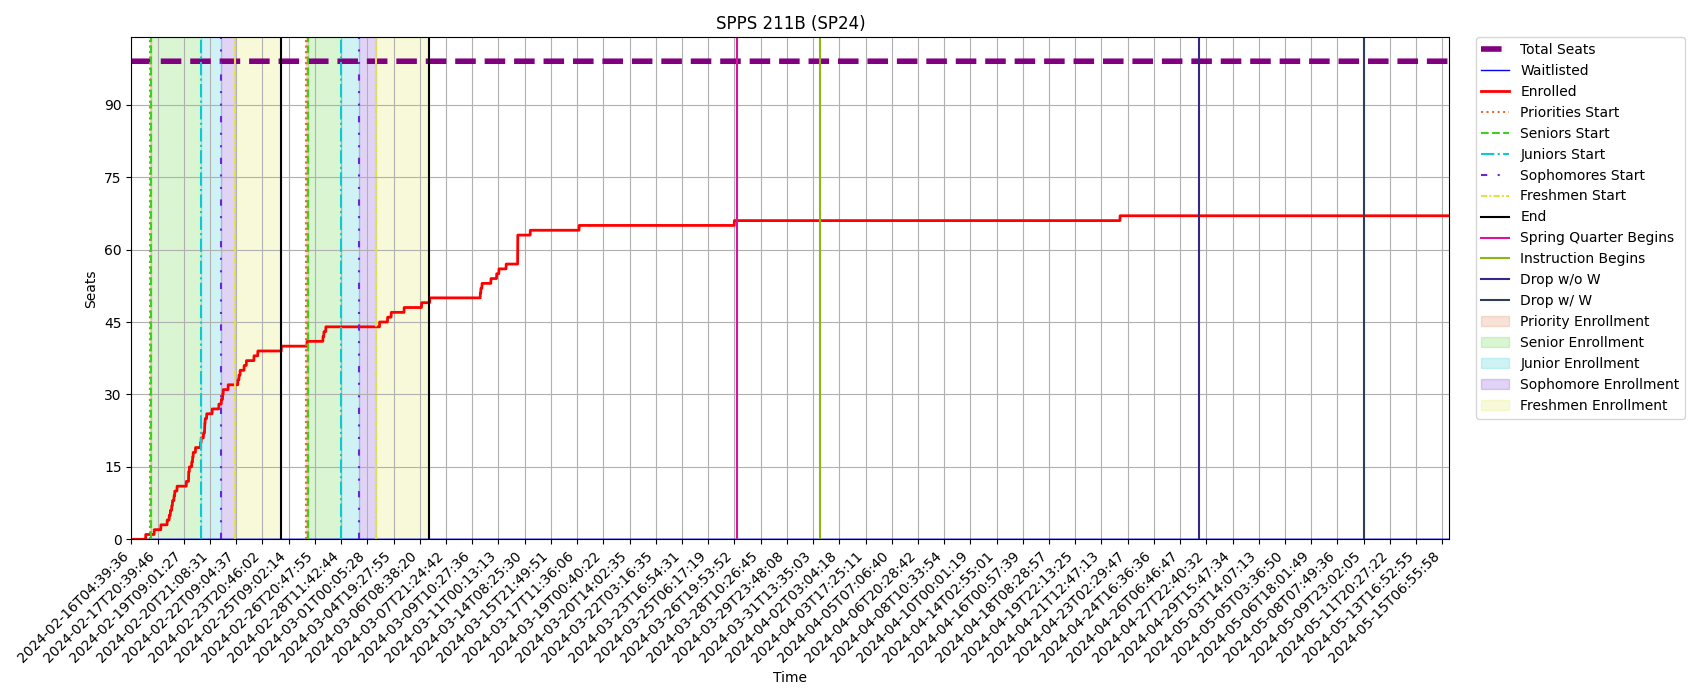 SPPS 211B (SP24)
Seats
90
75
60
45
30
15
0
2024-02-16T04:39:36
2024-02-17T20:39:46
2024-02-19T09:01:27
2024-02-20T21:08:31
2024-02-22T09:04:37
2024-02-23T20:46:02
2024-02-25T09:02:14
2024-02-26T20:47:55
2024-02-28T11:42:44
2024-03-01T00:05:28
2024-03-04T19:27:55
2024-03-06T08:38:20
2024-03-07T21:24:42
2024-03-09T10:27:36
2024-03-11T00:13:13
2024-03-14T08:25:30
2024-03-15T21:49:51
2024-03-17T11:36:06
2024-03-19T00:40:22
2024-03-20T14:02:35
2024-03-22T03:16:35
2024-03-23T16:54:31
2024-03-25T06:17:19
2024-03-26T19:53:52
2024-03-28T10:26:45
2024-03-29T23:48:08
2024-03-31T13:35:03
2024-04-02T03:04:18
2024-04-05T17:25:11
2024-04-05T07:06:40
2024-04-06T20:28:42
2024-04-08T10:33:54
2024-04-10T00:01:19
2024-04-14T02:55:01
2024-04-16T00:57:39
2024-04-18T08:28:57
2024-04-19T22:13:25
2024-04-21T12:47:13
2024-04-23T02:29:47
2024-04-24T16:36:36
2024-04-26T06:46:47
2024-04-27T22:40:32
2024-04-29T15:47:34
2024-05-03T14:07:13
2024-05-05T03:36:50
2024-05-06T18:01:49
2024-05-08T07:49:36
2024-05-09T23:02:05
2024-05-11T20:27:22
2024-05-13T16:52:55
2024-05-15T06:55:58
Time
Total Seats
Waitlisted
Enrolled
Priorities Start
Seniors Start
Juniors Start
Sophomores Start
Freshmen Start
End
Spring Quarter Begins
Instruction Begins
Drop w/o W
Drop w/ W
Priority Enrollment
Senior Enrollment
Junior Enrollment
Sophomore Enrollment
Freshmen Enrollment